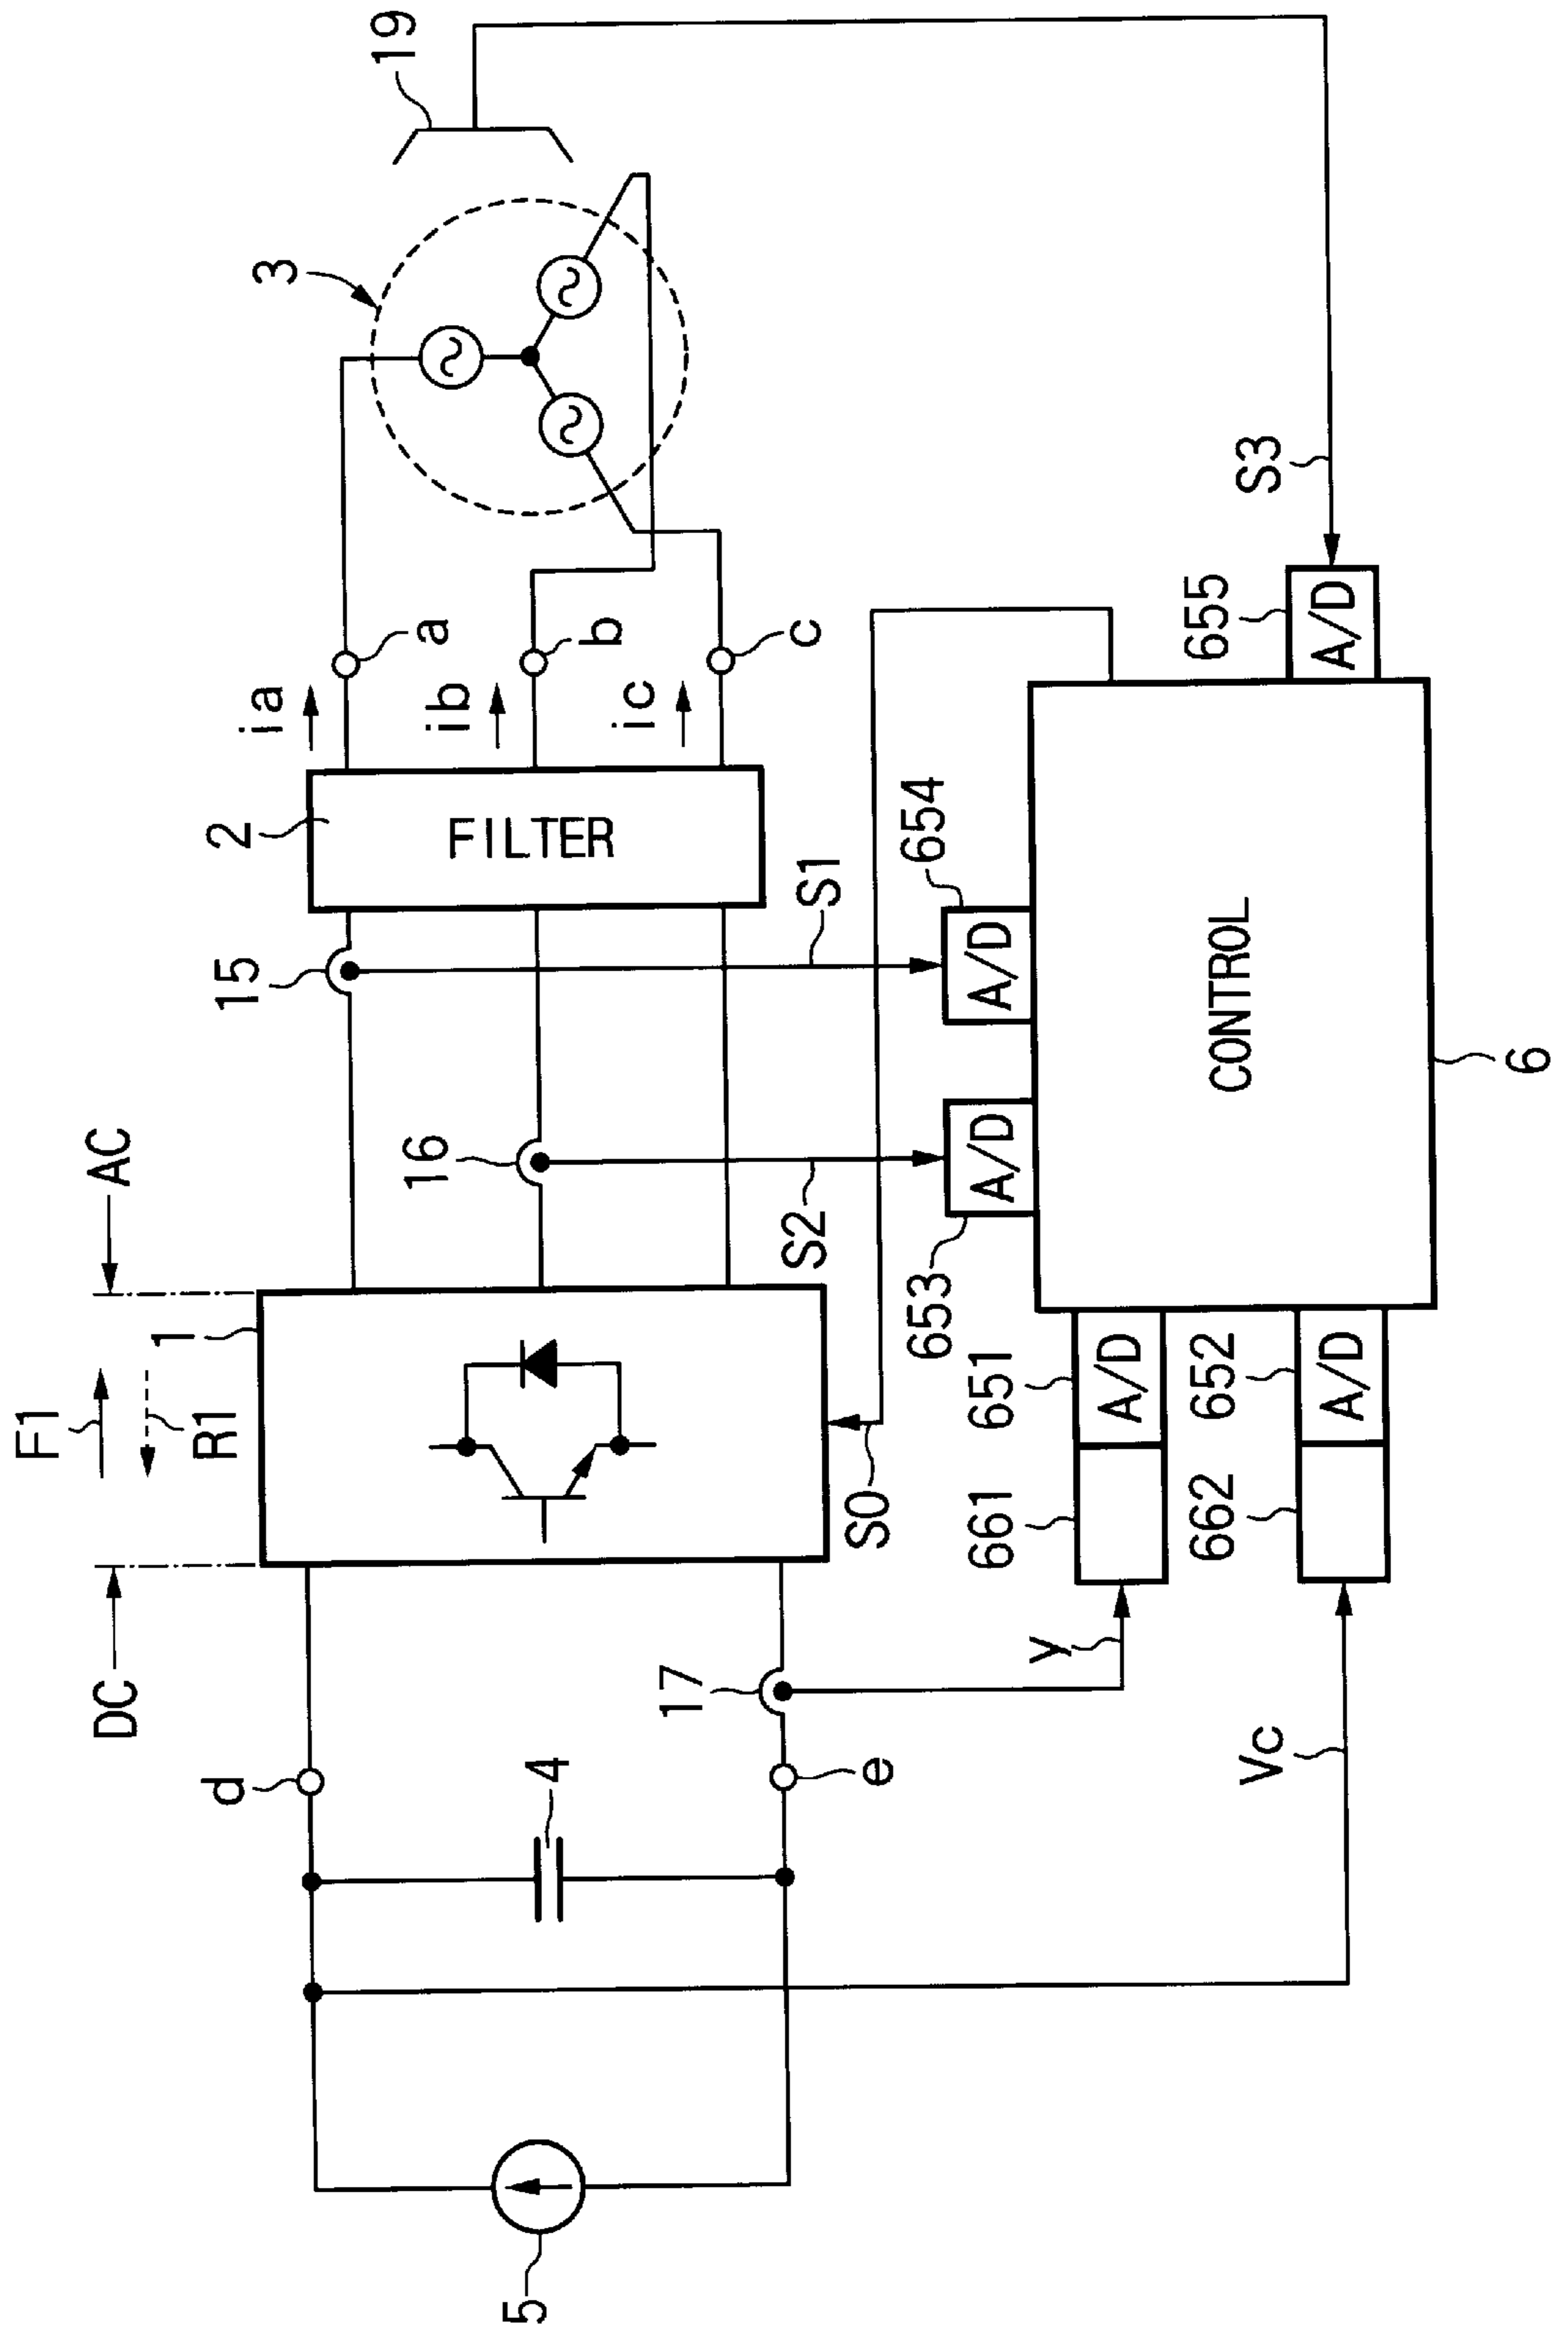 F1
R1
DC
AC
1
2
3
19
15
16
ia
ib
ic
a
b
c
FILTER
d
e
4
5
17
S1
S2
S0
S3
y
Vc
653
A/D
654
A/D
651
A/D
661
652
A/D
662
655
A/D
CONTROL
6